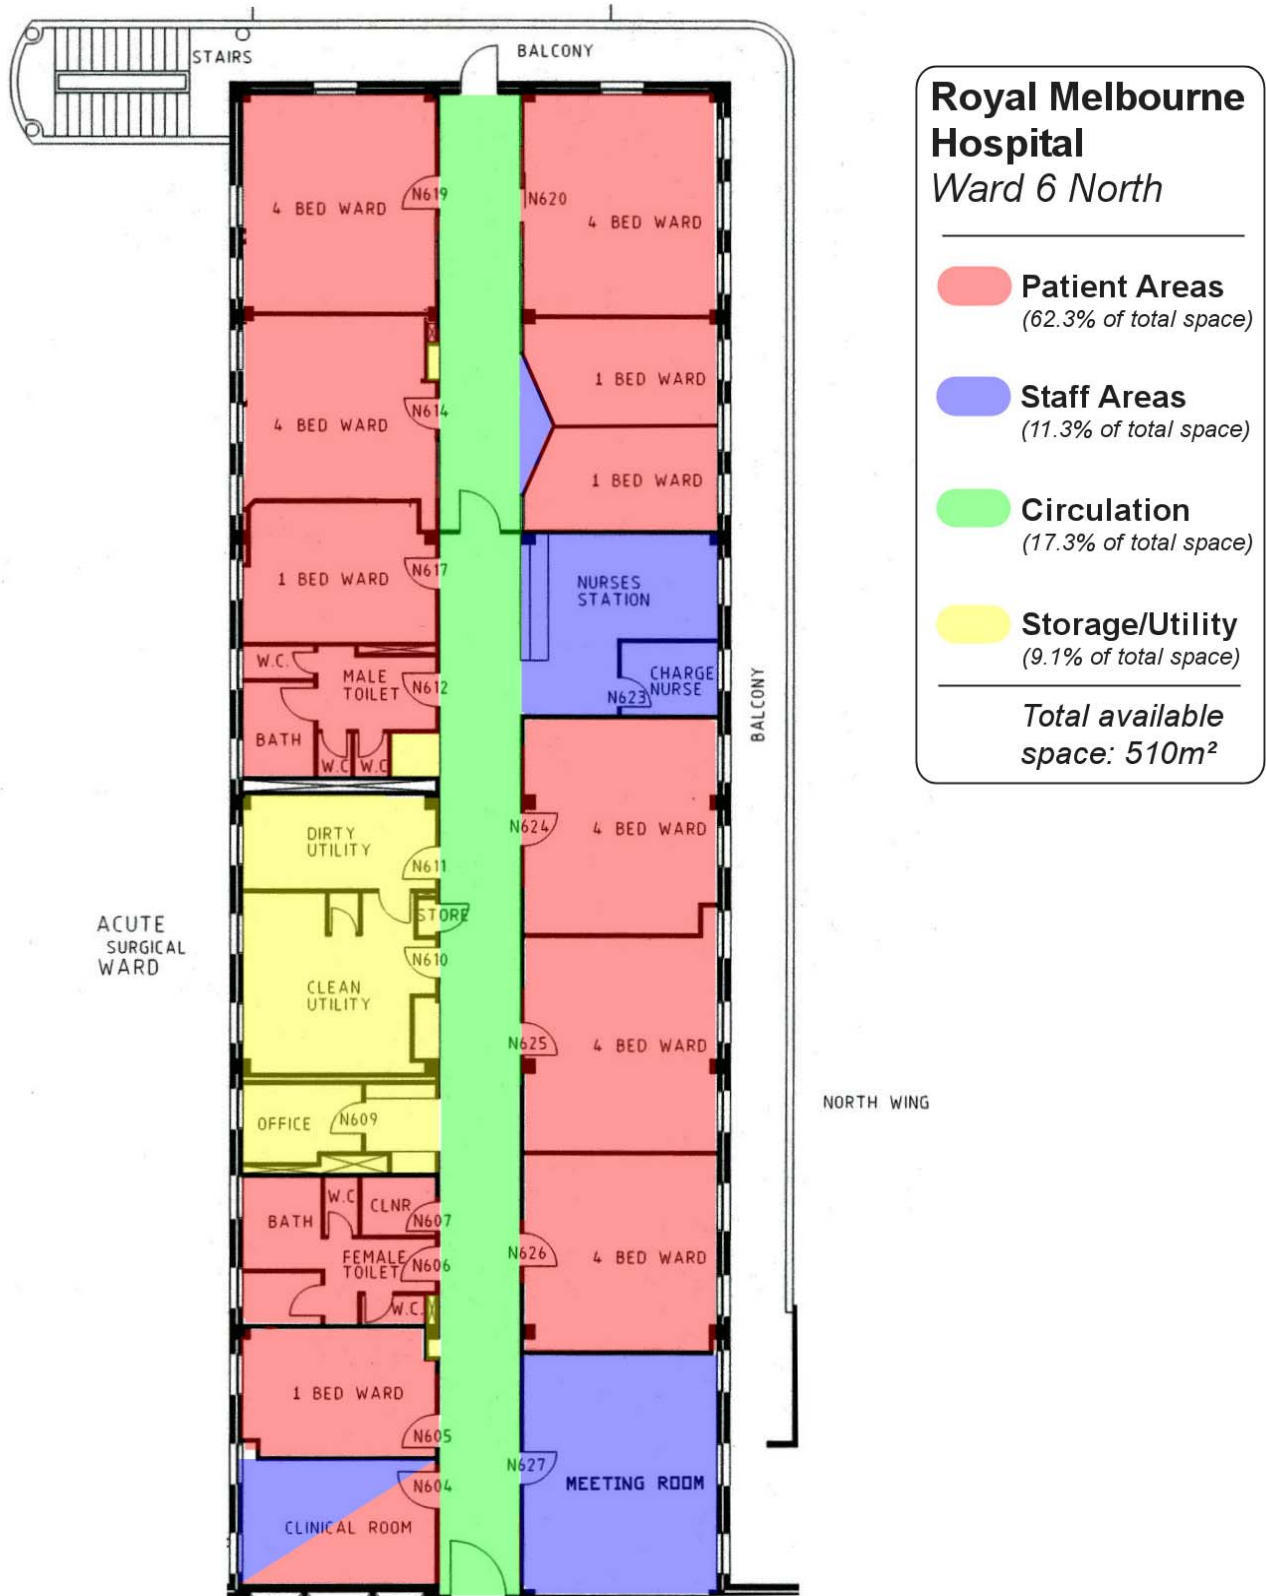 STAIRS
BALCONY
N619
4 BED WARD
N620
4 BED WARD
1 BED WARD
N614
4 BED WARD
1 BED WARD
N617
1 BED WARD
NURSES
STATION
W.C.
MALE
TOILET
N612
CHARGE
NURSE
N623
BATH
W.C
W.C
BALCONY
DIRTY
UTILITY
N611
N624
4 BED WARD
STORE
ACUTE
SURGICAL
WARD
N610
CLEAN
UTILITY
N625
4 BED WARD
OFFICE
N609
NORTH WING
W.C
CLNR
BATH
N607
FEMALE
TOILET
N606
N626
4 BED WARD
W.C.
1 BED WARD
N605
N627
MEETING ROOM
N604
CLINICAL ROOM
Royal Melbourne
Hospital
Ward 6 North
Patient Areas
(62.3% of total space)
Staff Areas
(11.3% of total space)
Circulation
(17.3% of total space)
Storage/Utility
(9.1% of total space)
Total available
space: 510m²